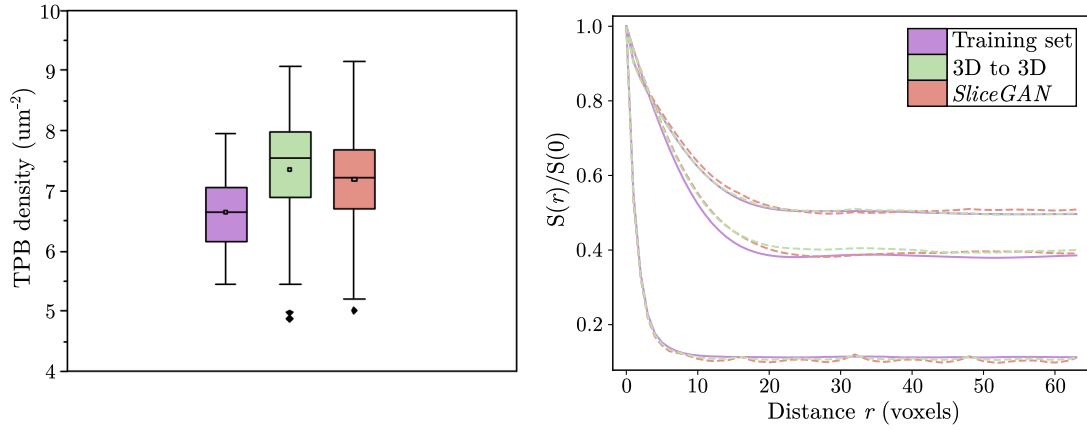 TPB density (um⁻²)
10
9
8
7
6
5
4
S(r)/S(0)
1.0
0.8
0.6
0.4
0.2
Training set
3D to 3D
SliceGAN
0 10 20 30 40 50 60
Distance r (voxels)